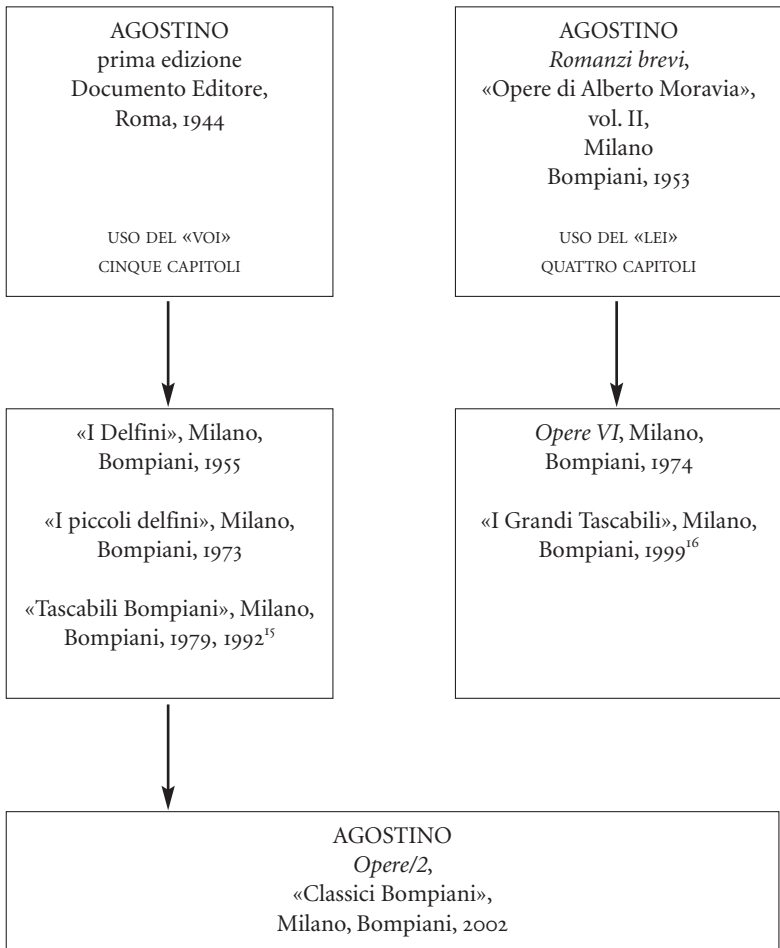 AGOSTINO
prima edizione
Documento Editore,
Roma, 1944
USO DEL «VOI»
CINQUE CAPITOLI
AGOSTINO
Romanzi brevi,
«Opere di Alberto Moravia»,
vol. II,
Milano
Bompiani, 1953
USO DEL «LEI»
QUATTRO CAPITOLI
«I Delfini», Milano,
Bompiani, 1955
«I piccoli delfini», Milano,
Bompiani, 1973
«Tascabili Bompiani», Milano,
Bompiani, 1979, 1992¹⁵
Opere VI, Milano,
Bompiani, 1974
«I Grandi Tascabili», Milano,
Bompiani, 1999¹⁶
AGOSTINO
Opere/2,
«Classici Bompiani»,
Milano, Bompiani, 2002